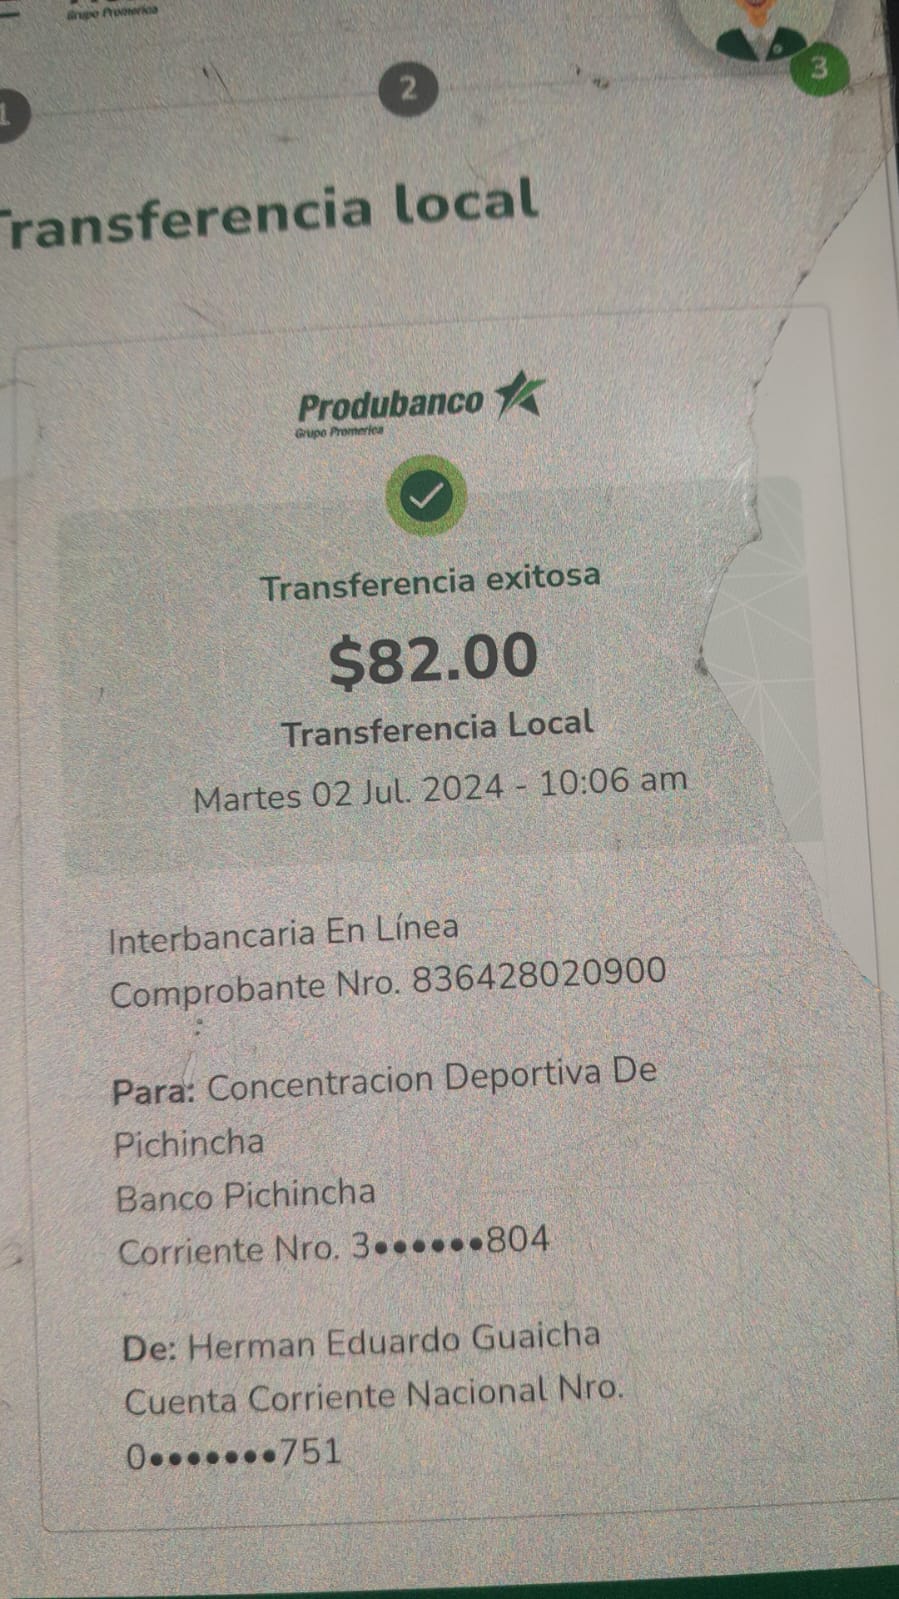 Grupo Promerica
1
2
3
Transferencia local
Produbanco
Grupo Promerica
Transferencia exitosa
$82.00
Transferencia Local
Martes 02 Jul. 2024 - 10:06 am
Interbancaria En Línea
Comprobante Nro. 836428020900
Para: Concentracion Deportiva De
Pichincha
Banco Pichincha
Corriente Nro. 3••••••804
De: Herman Eduardo Guaicha
Cuenta Corriente Nacional Nro.
0•••••••751